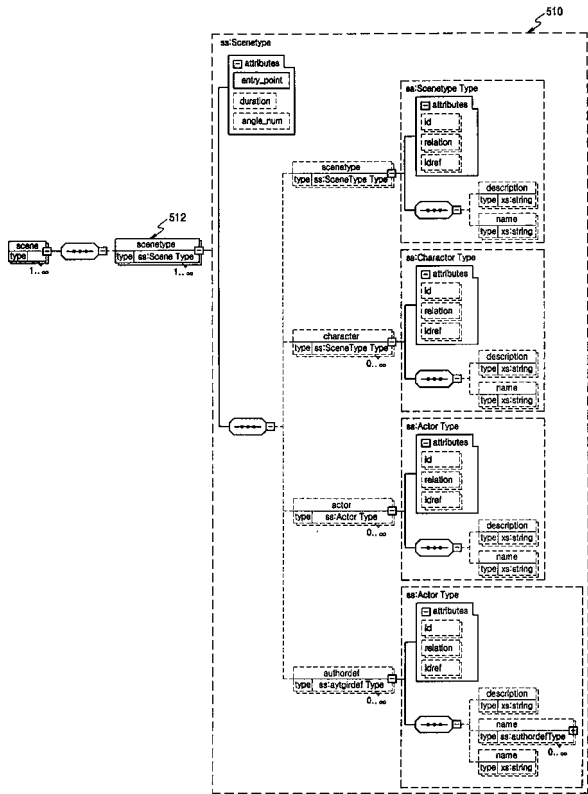 510
ss:Scenetype
attributes
entry_point
duration
angle_num
ss:Scenetype Type
attributes
id
relation
idref
scenetype
type ss:SceneType Type
description
type xs:string
name
type xs:string
512
scene
type
1..∞
scenetype
type ss:Scene Type
1..∞
ss:Charactor Type
attributes
id
relation
idref
character
type ss:SceneType Type
0..∞
description
type xs:string
name
type xs:string
ss:Actor Type
attributes
id
relation
idref
actor
type ss:Actor Type
0..∞
description
type xs:string
name
type xs:string
ss:Actor Type
attributes
id
relation
idref
authordef
type ss:aytgirdef Type
0..∞
description
type xs:string
name
type ss:authordefType
0..∞
name
type xs:string